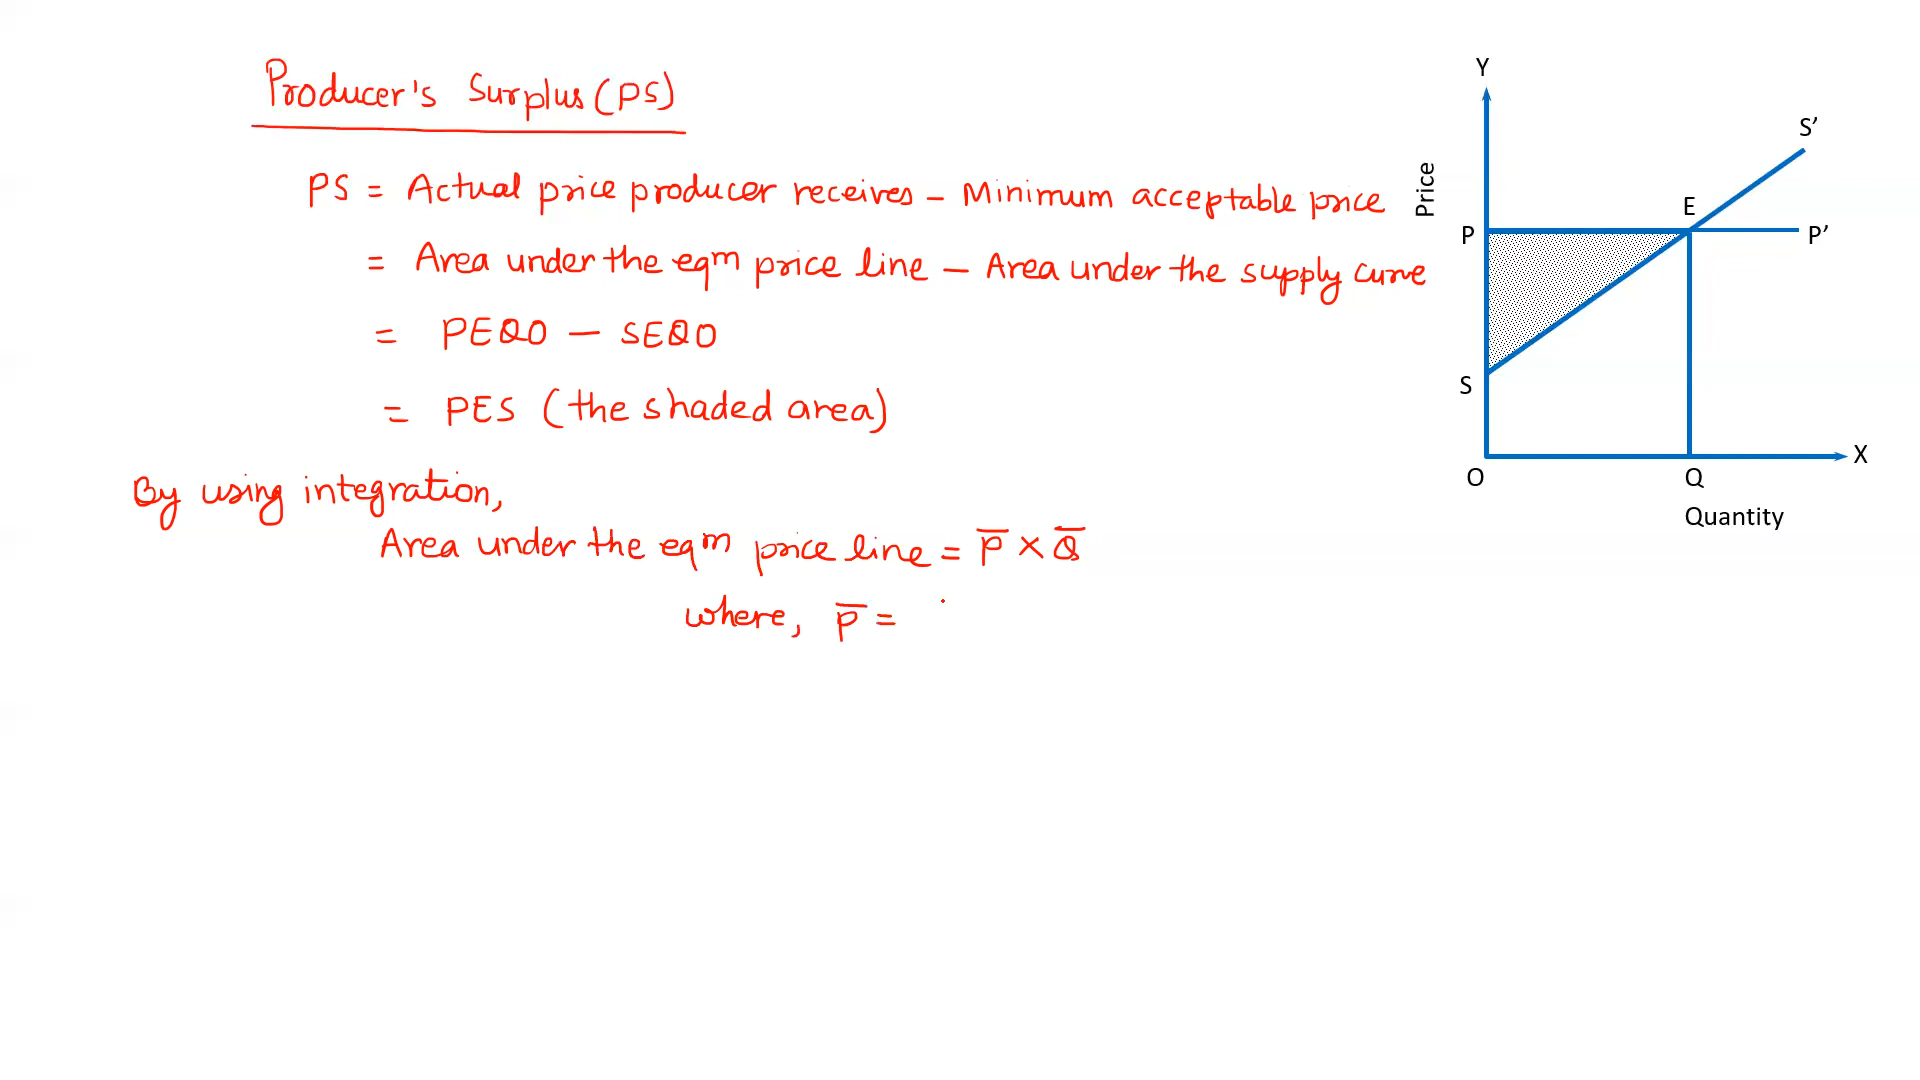 Producer's Surplus (PS)
PS = Actual price producer receives – Minimum acceptable price
= Area under the eqm price line – Area under the supply curve
= PEQO – SEQO
= PES (the shaded area)
By using integration,
Area under the eqm price line = P̅ × Q̅
where, P̅ =
Y
S’
Price
E
P
P’
S
X
O
Q
Quantity